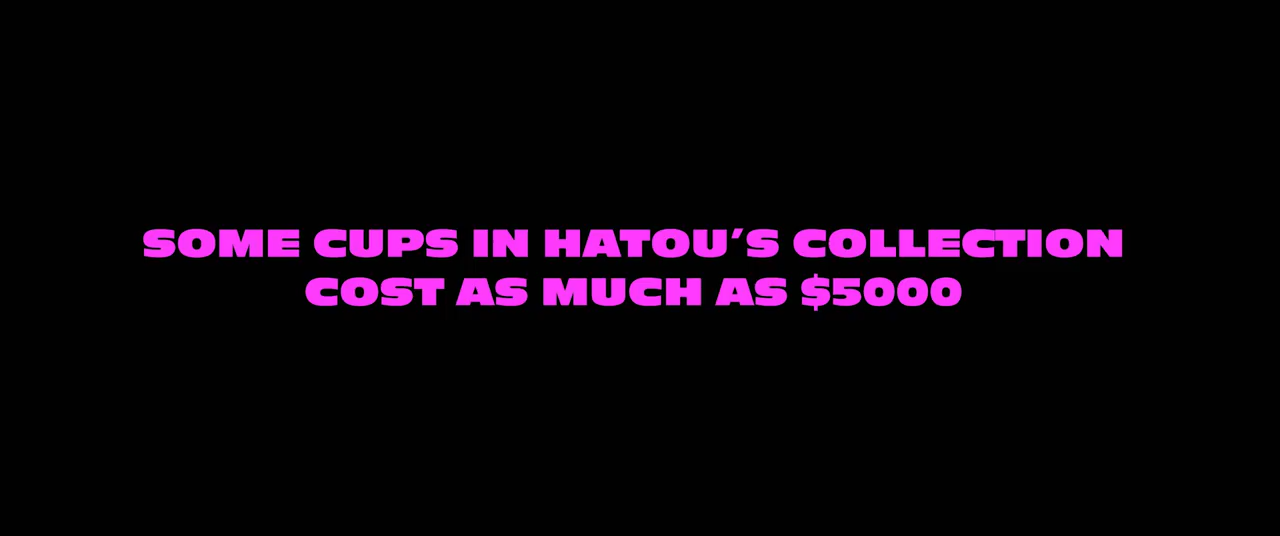 SOME CUPS IN HATOU'S COLLECTION
COST AS MUCH AS $5000